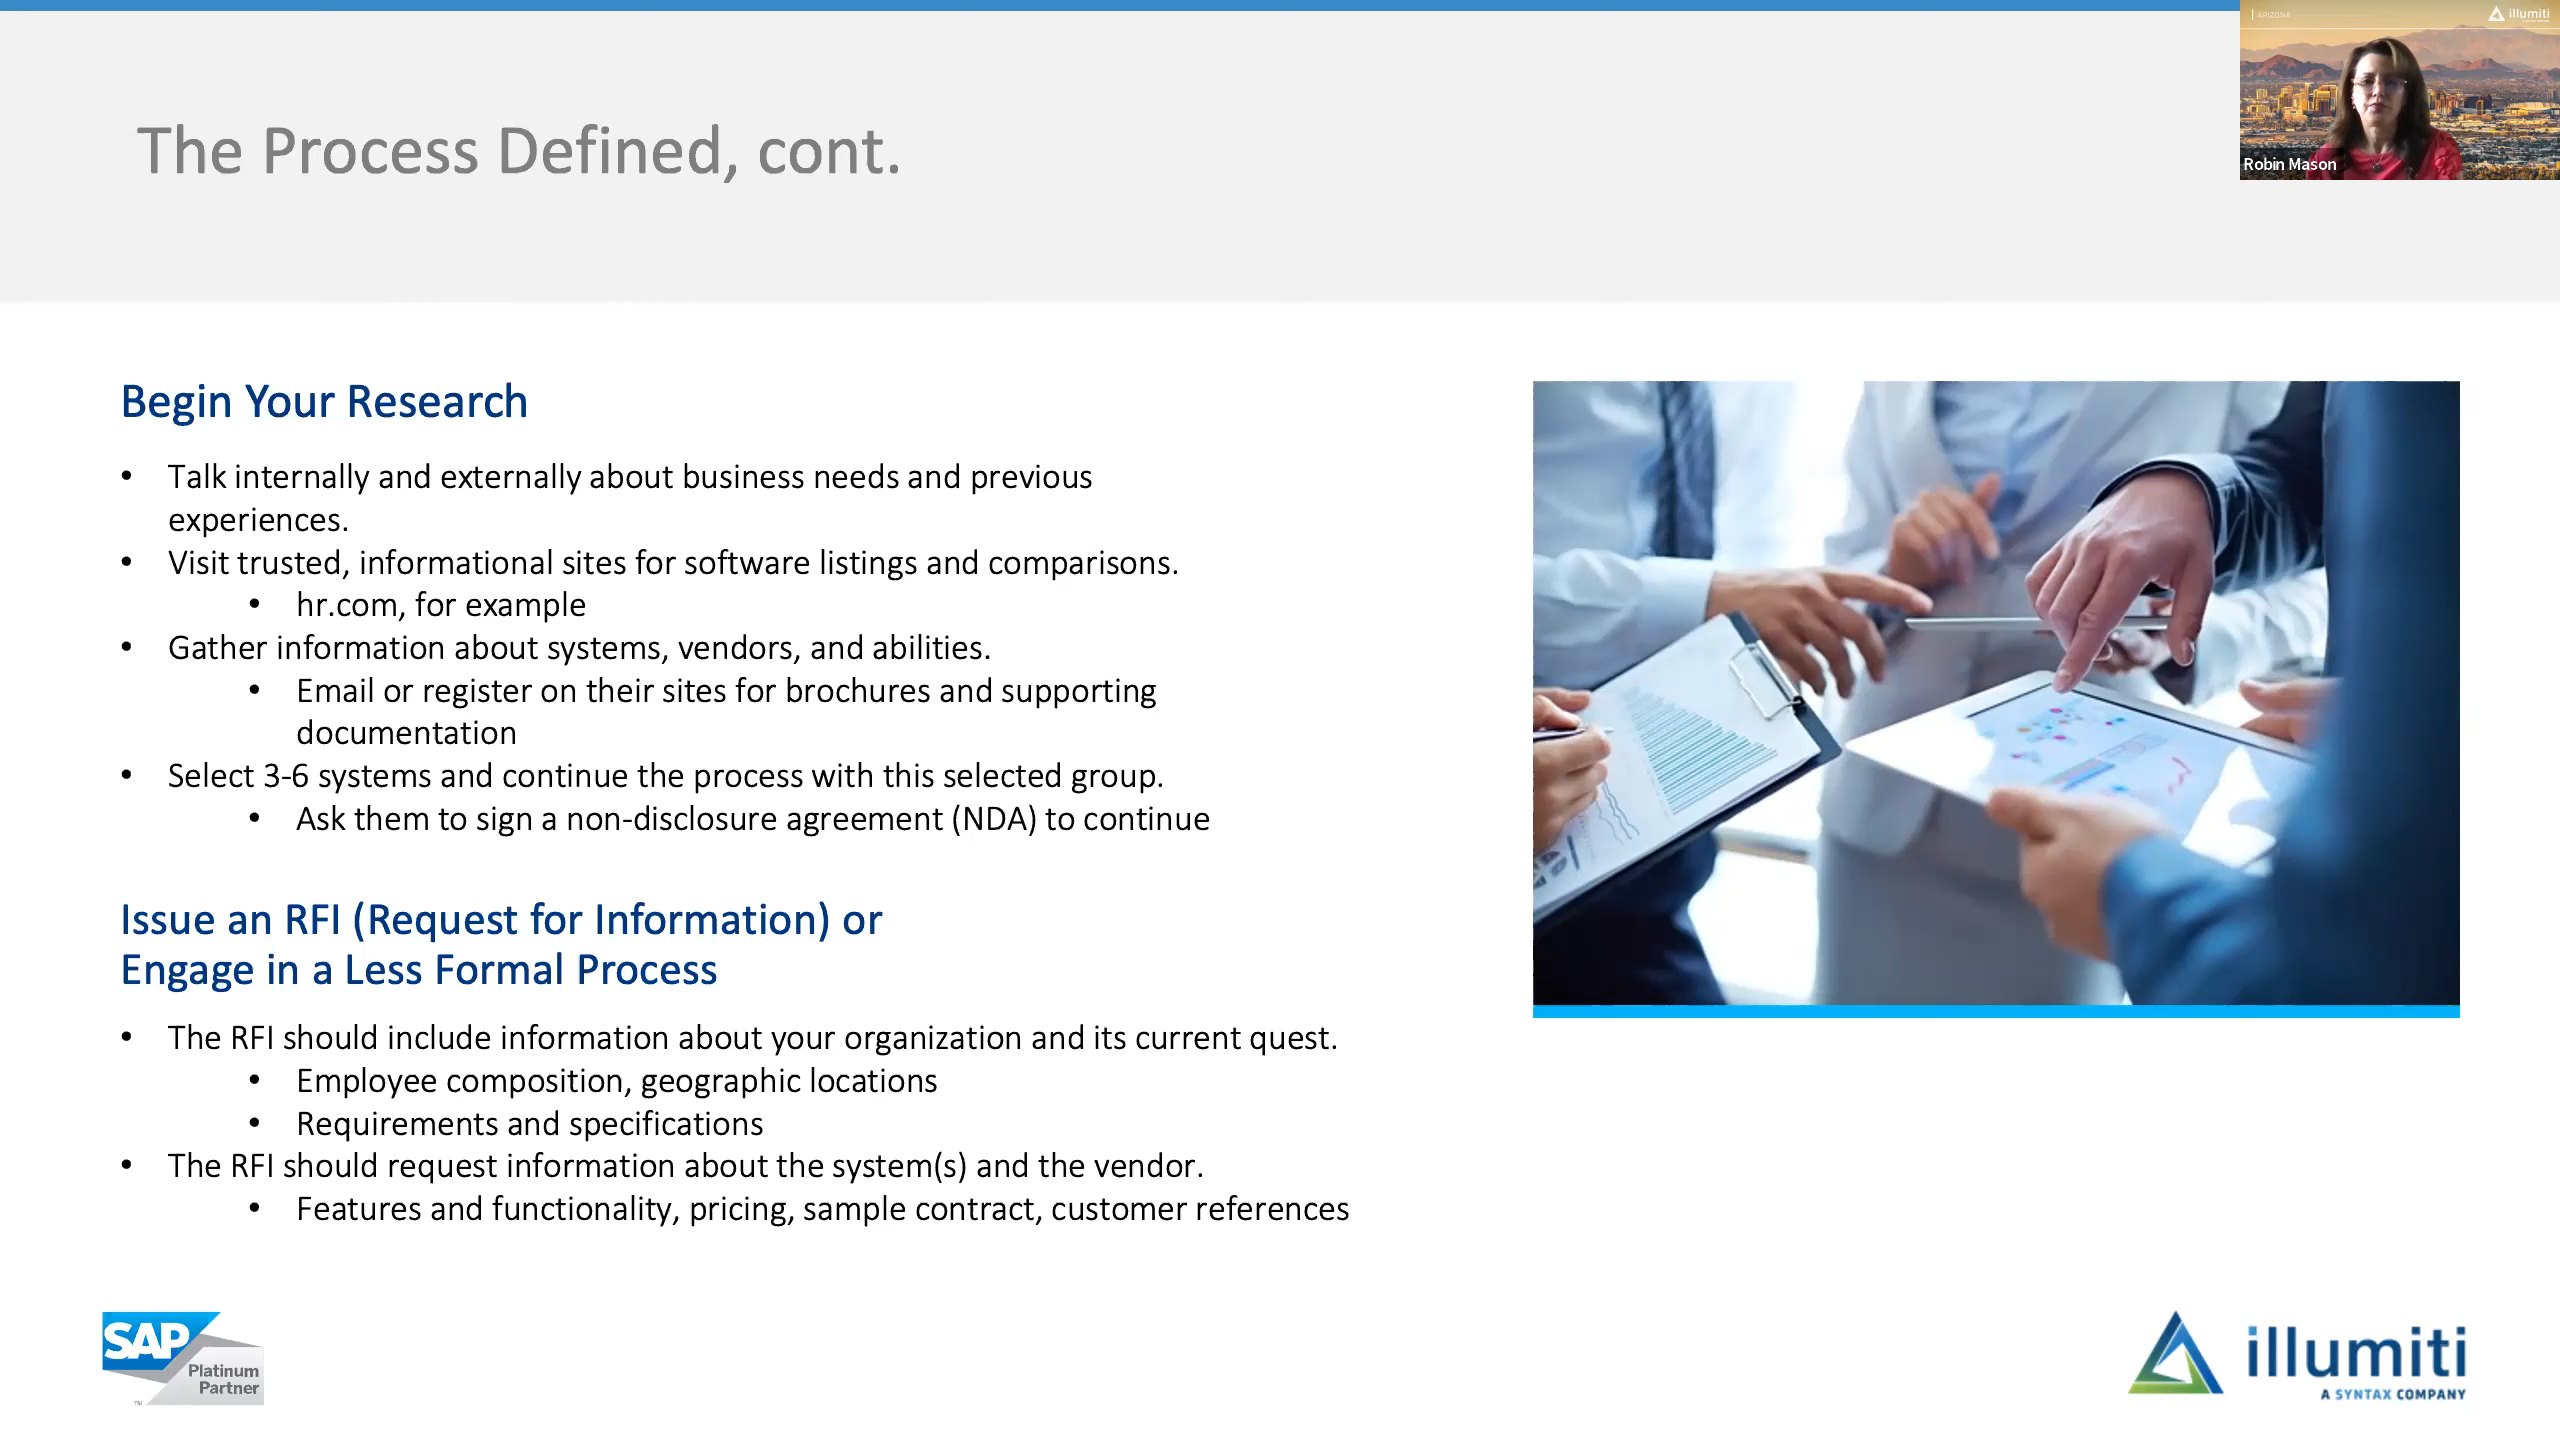 ARIZONA
illumiti
Robin Mason
The Process Defined, cont.
Begin Your Research
• Talk internally and externally about business needs and previous
experiences.
• Visit trusted, informational sites for software listings and comparisons.
• hr.com, for example
• Gather information about systems, vendors, and abilities.
• Email or register on their sites for brochures and supporting
documentation
• Select 3-6 systems and continue the process with this selected group.
• Ask them to sign a non-disclosure agreement (NDA) to continue
Issue an RFI (Request for Information) or
Engage in a Less Formal Process
• The RFI should include information about your organization and its current quest.
• Employee composition, geographic locations
• Requirements and specifications
• The RFI should request information about the system(s) and the vendor.
• Features and functionality, pricing, sample contract, customer references
SAP
Platinum
Partner
TM
illumiti
A SYNTAX COMPANY